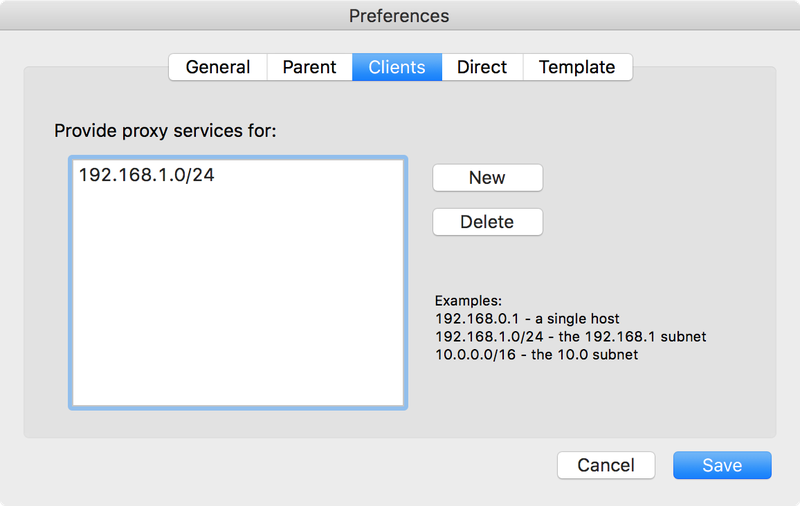 Preferences
General Parent Clients Direct Template
Provide proxy services for:
192.168.1.0/24
New
Delete
Examples:
192.168.0.1 - a single host
192.168.1.0/24 - the 192.168.1 subnet
10.0.0.0/16 - the 10.0 subnet
Cancel Save